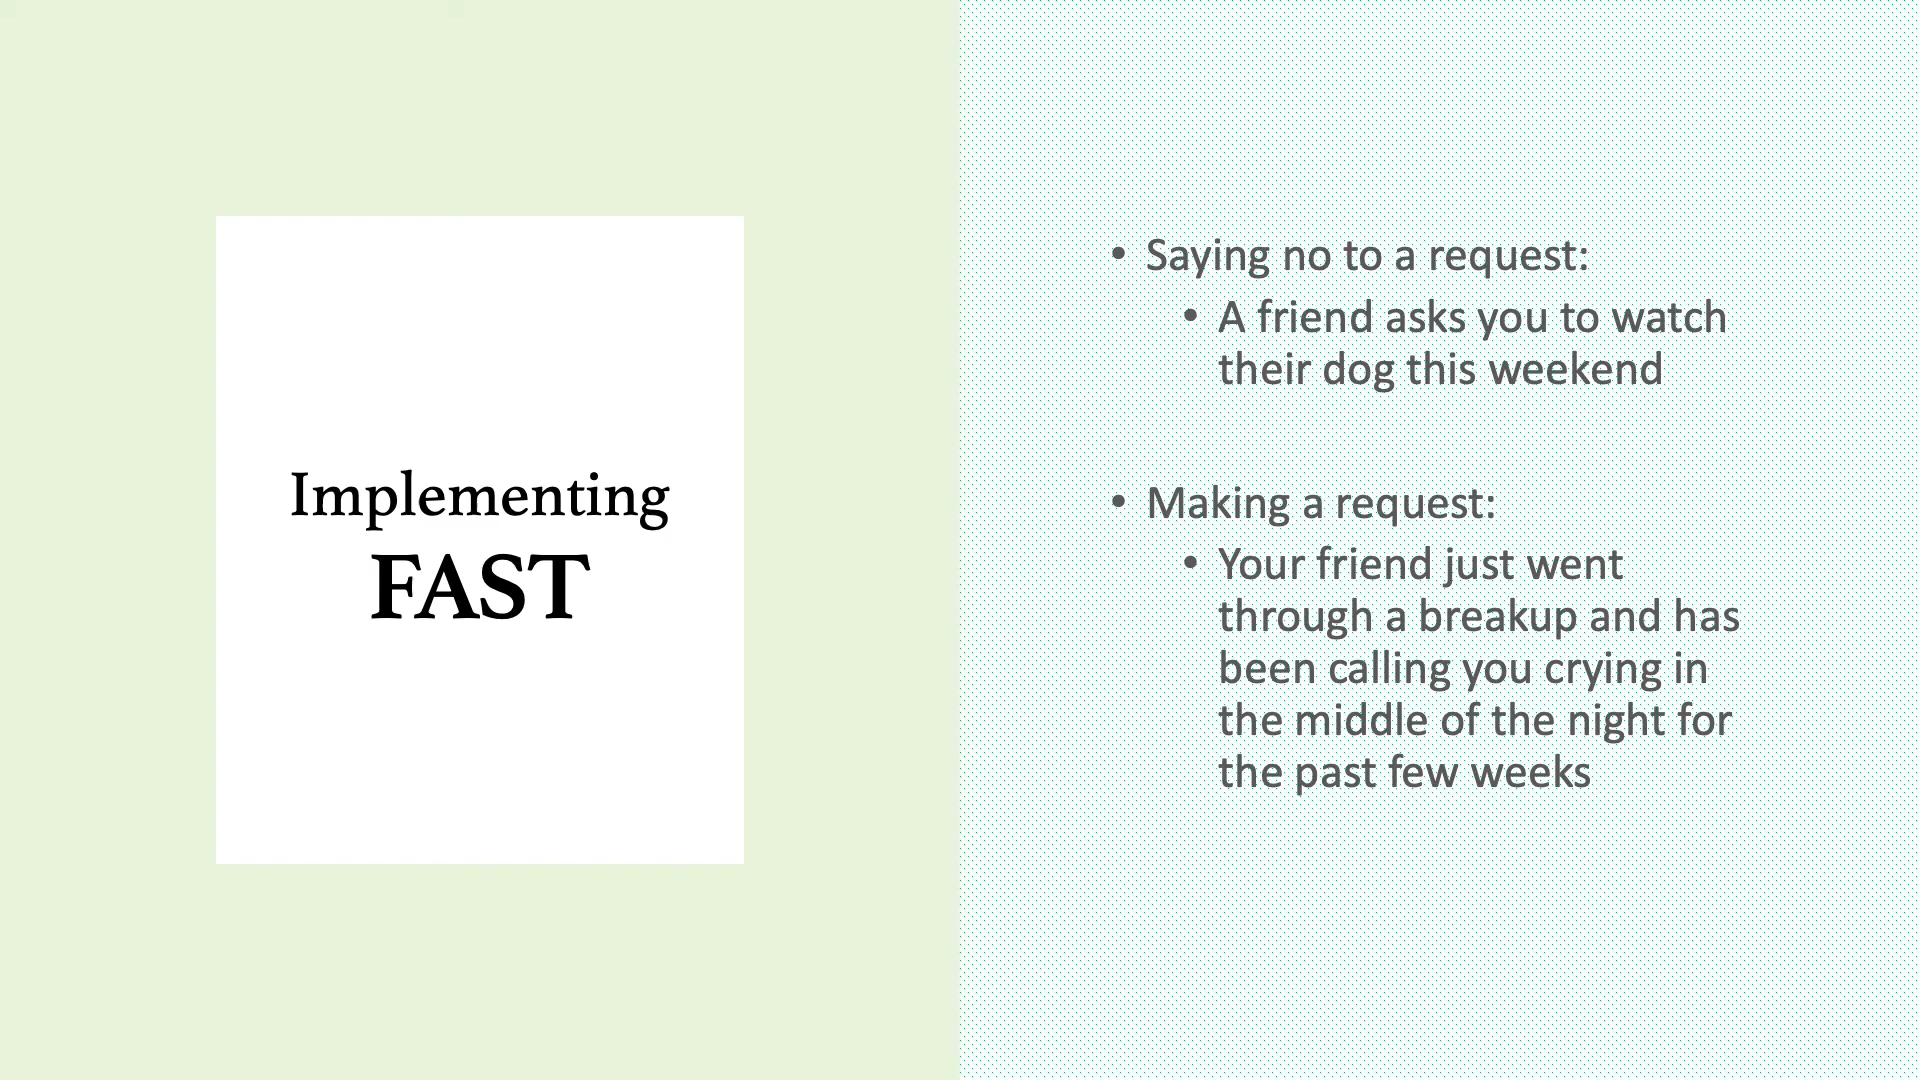 Implementing
FAST
• Saying no to a request:
• A friend asks you to watch
their dog this weekend
• Making a request:
• Your friend just went
through a breakup and has
been calling you crying in
the middle of the night for
the past few weeks